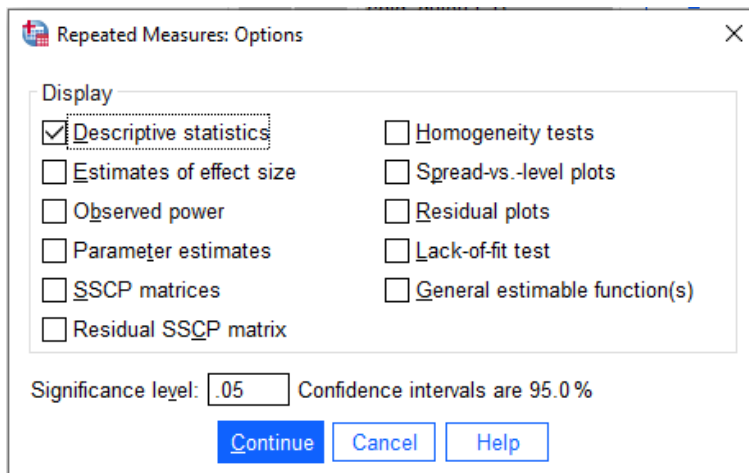 Repeated Measures: Options
Display
Descriptive statistics
Homogeneity tests
Estimates of effect size
Spread-vs.-level plots
Observed power
Residual plots
Parameter estimates
Lack-of-fit test
SSCP matrices
General estimable function(s)
Residual SSCP matrix
Significance level: .05 Confidence intervals are 95.0 %
Continue Cancel Help